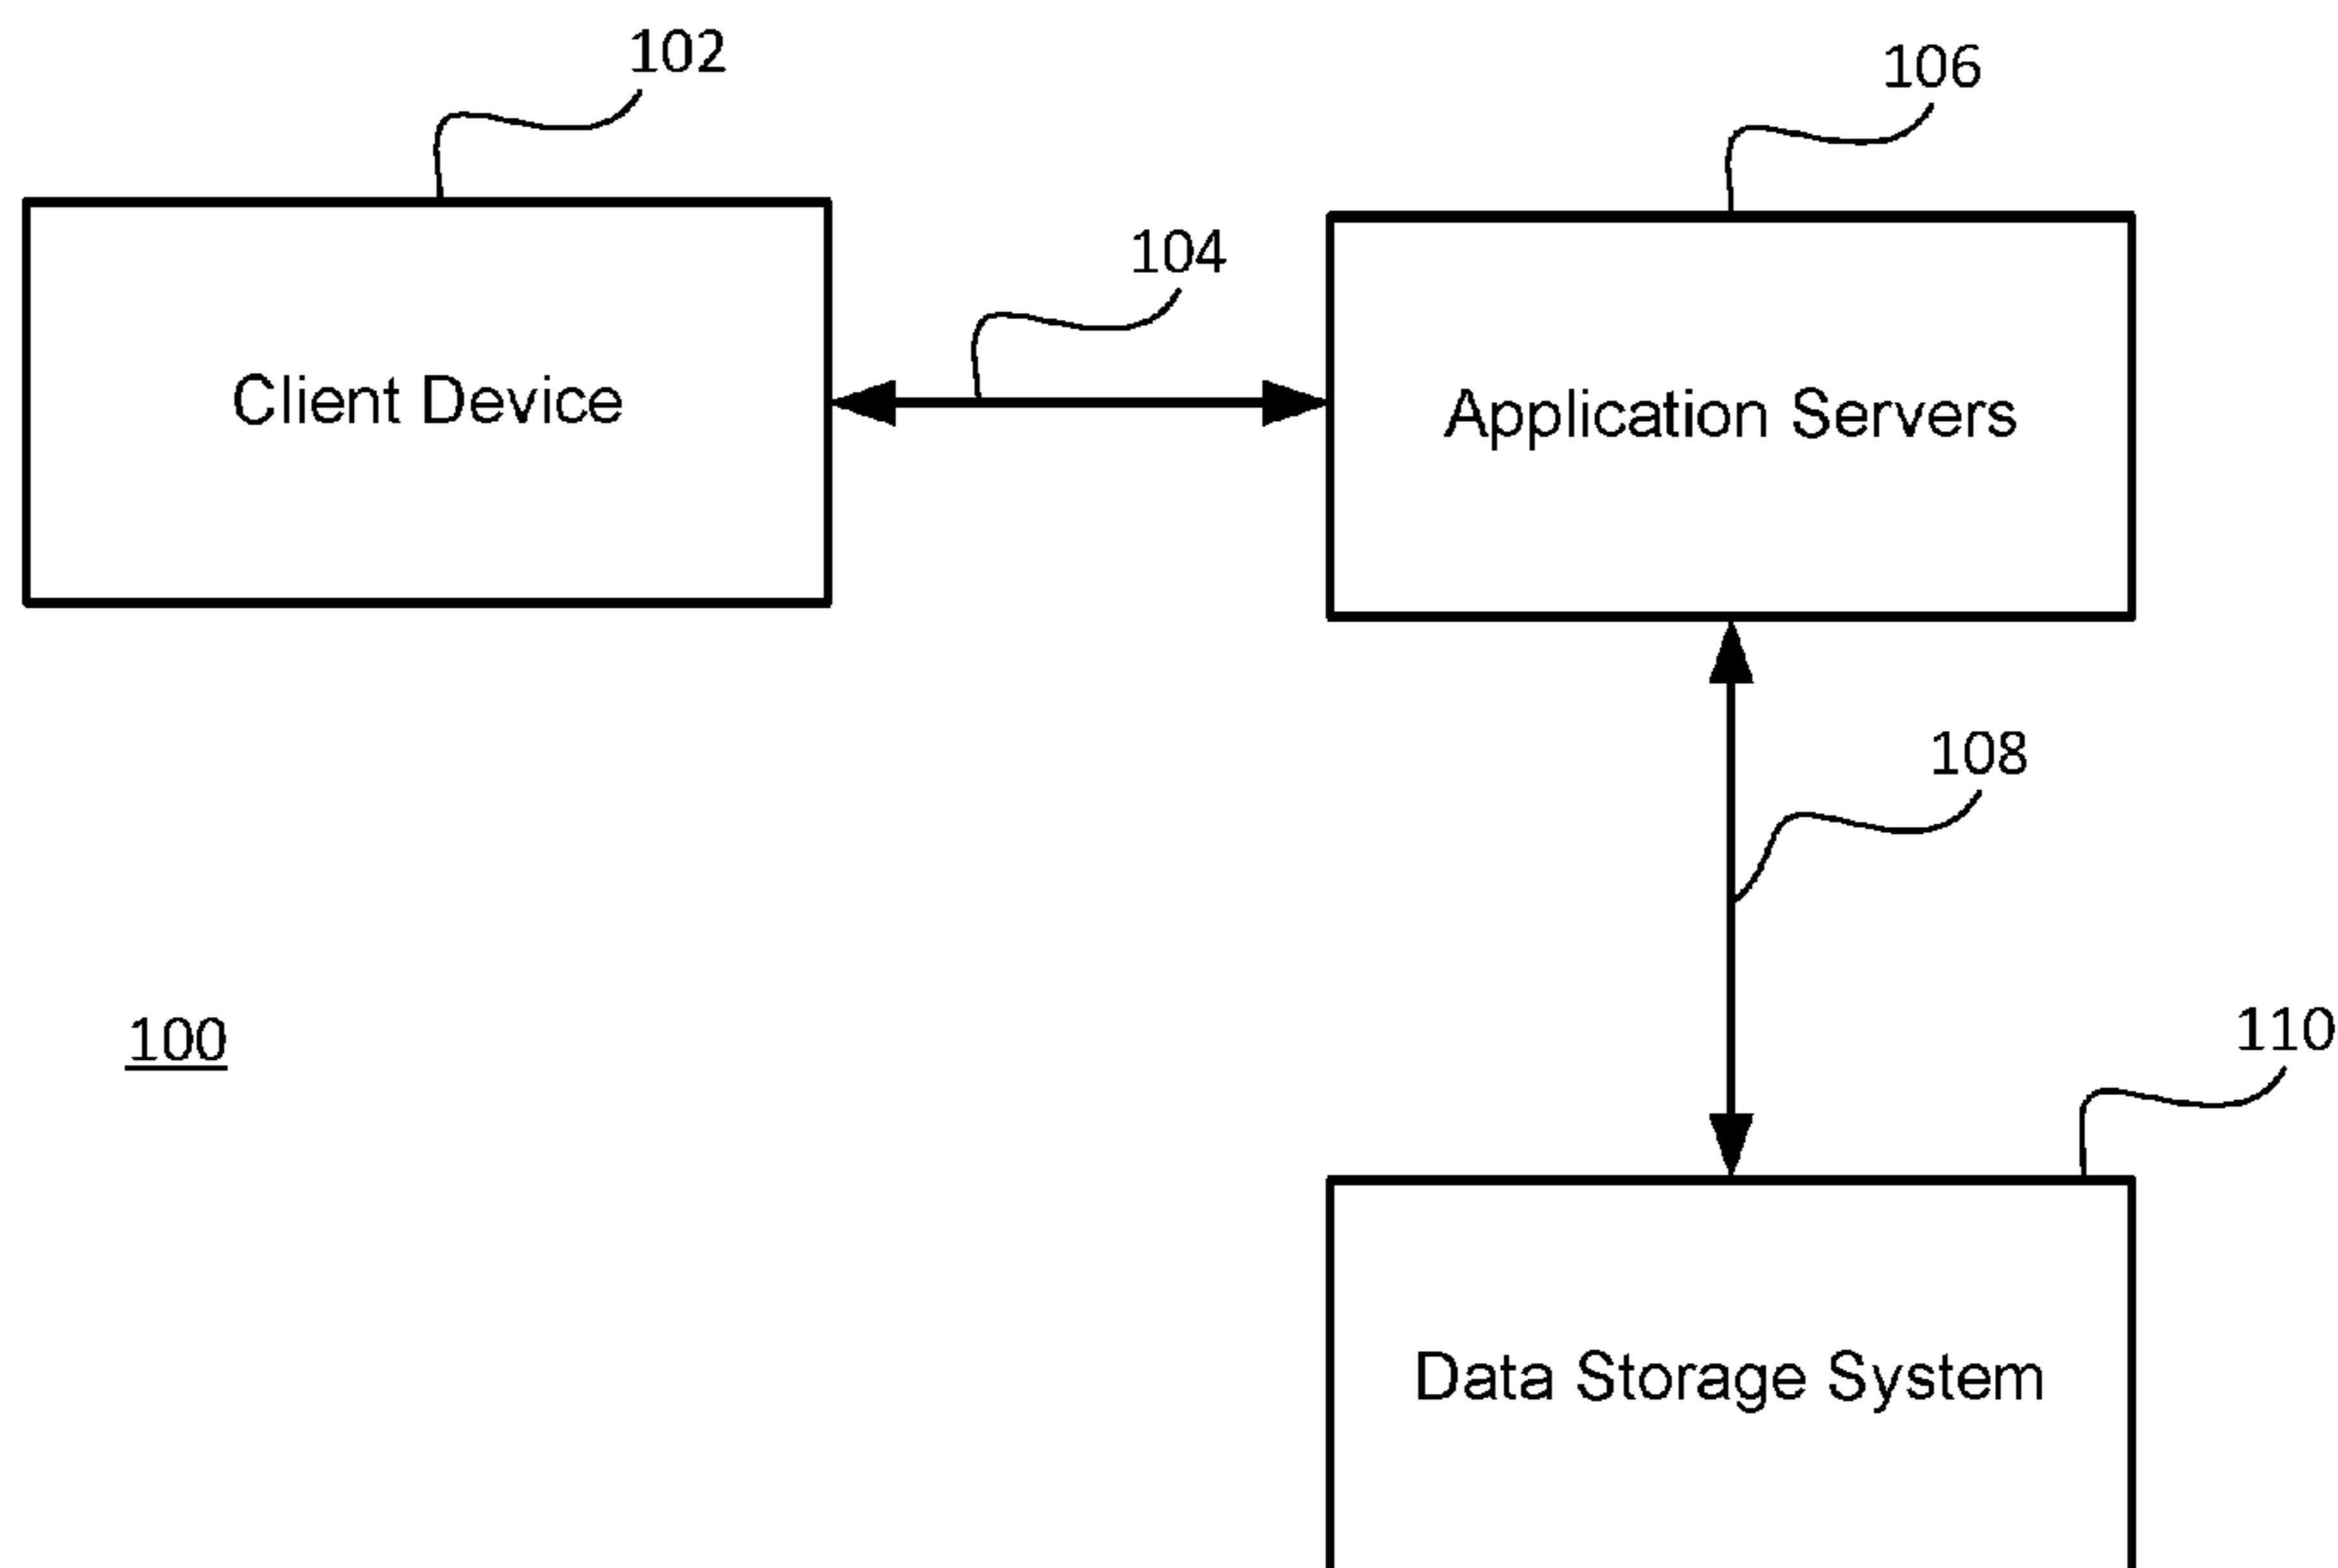 102
106
104
Client Device
Application Servers
108
100
110
Data Storage System